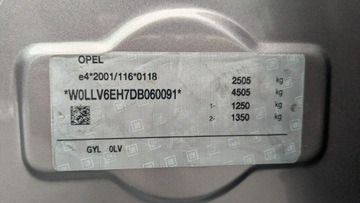 OPEL
e4*2001/116*0118
2505 kg
*W0LLV6EH7DB060091* 4505 kg
1- 1250 kg
2- 1350 kg
GYL 0LV